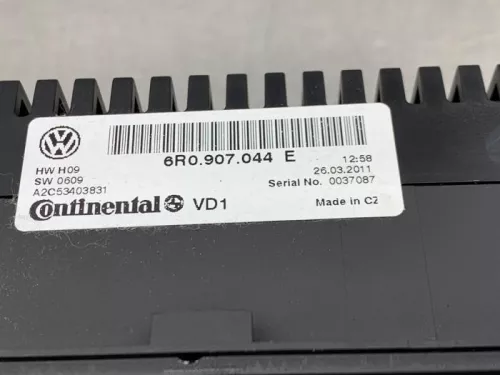 6R0.907.044 E
12:58
HW H09
26.03.2011
SW 0609
Serial No. 0037087
A2C53403831
Continental VD1
Made in CZ